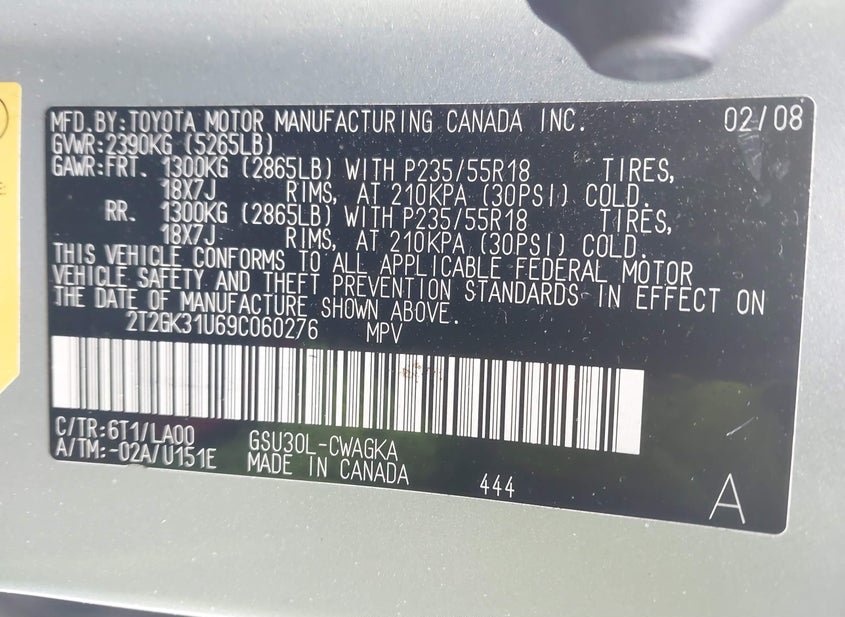 MFD.BY:TOYOTA MOTOR MANUFACTURING CANADA INC. 02/08
GVWR:2390KG (5265LB)
GAWR:FRT. 1300KG (2865LB) WITH P235/55R18 TIRES,
18X7J RIMS, AT 210KPA (30PSI) COLD.
RR. 1300KG (2865LB) WITH P235/55R18 TIRES,
18X7J RIMS, AT 210KPA (30PSI) COLD.
THIS VEHICLE CONFORMS TO ALL APPLICABLE FEDERAL MOTOR
VEHICLE SAFETY AND THEFT PREVENTION STANDARDS IN EFFECT ON
THE DATE OF MANUFACTURE SHOWN ABOVE.
2T2GK31U69C060276 MPV
C/TR:6T1/LA00 GSU30L-CWAGKA
A/TM:-02A/U151E MADE IN CANADA 444 A